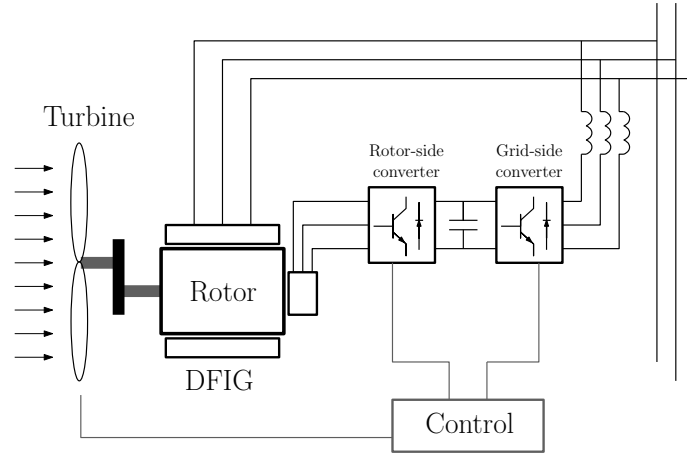 Turbine
Rotor-side
converter
Grid-side
converter
Rotor
DFIG
Control